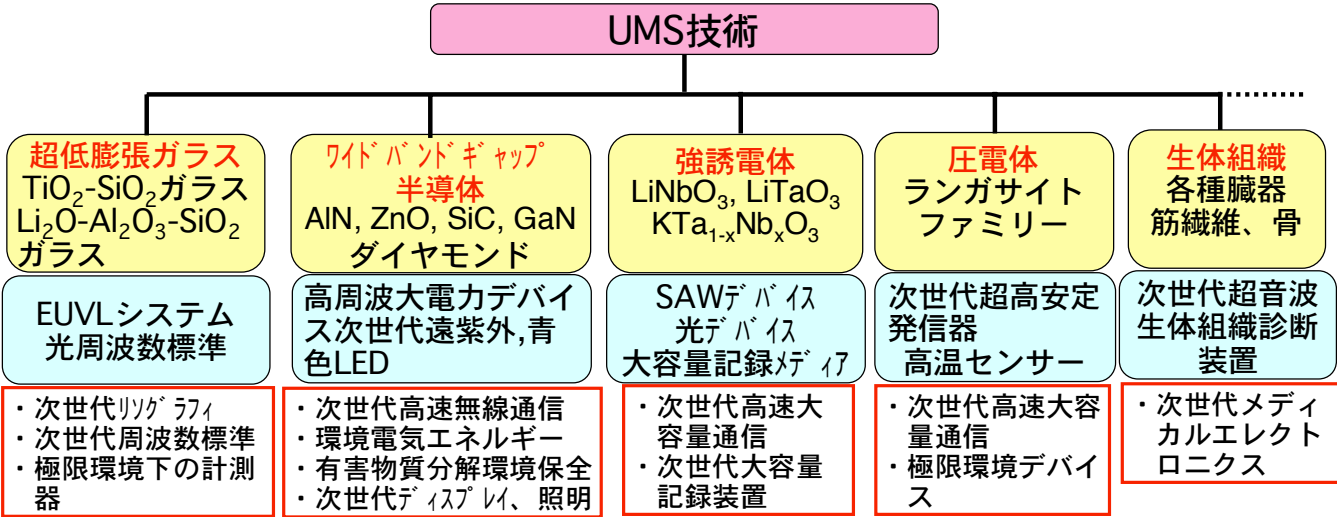 UMS技術
超低膨張ガラス
TiO2-SiO2ガラス
Li2O-Al2O3-SiO2
ガラス
EUVLシステム
光周波数標準
・次世代ﾘｿｸﾞﾗﾌｨ
・次世代周波数標準
・極限環境下の計測
器
ﾜｲﾄﾞﾊﾞﾝﾄﾞｷﾞｬｯﾌﾟ
半導体
AlN, ZnO, SiC, GaN
ダイヤモンド
高周波大電力デバイ
ス次世代遠紫外,青
色LED
・次世代高速無線通信
・環境電気エネルギー
・有害物質分解環境保全
・次世代ﾃﾞｨｽﾌﾟﾚｲ、照明
強誘電体
LiNbO3, LiTaO3
KTa1-xNbxO3
SAWﾃﾞﾊﾞｲｽ
光ﾃﾞﾊﾞｲｽ
大容量記録ﾒﾃﾞｨｱ
・次世代高速大
容量通信
・次世代大容量
記録装置
圧電体
ランガサイト
ファミリー
次世代超高安定
発信器
高温センサー
・次世代高速大容
量通信
・極限環境デバイ
ス
生体組織
各種臓器
筋繊維、骨
次世代超音波
生体組織診断
装置
・次世代メディ
カルエレクト
ロニクス